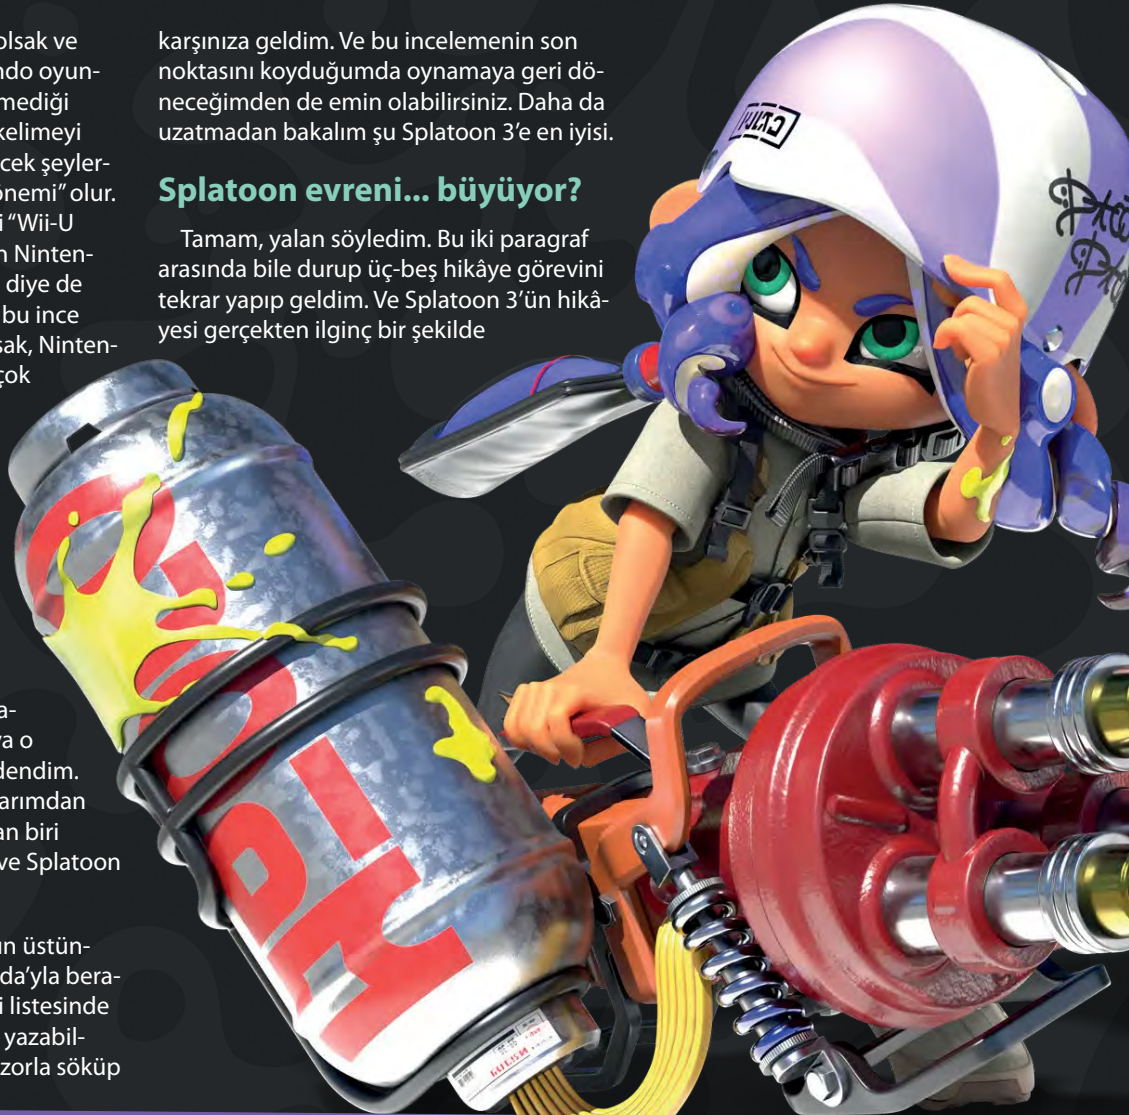 olsak ve
ndo oyun-
mediği
kelimeyi
cek şeyler-
önemi” olur.
i “Wii-U
n Ninten-
diye de
bu ince
sak, Ninten-
çok
a-
va o
dendim.
arımdan
an biri
ve Splatoon
ün üstün-
da’yla bera-
i listesinde
yazabil-
zorla söküp
karşınıza geldim. Ve bu incelemenin son
noktasını koyduğumda oynamaya geri dö-
neceğimden de emin olabilirsiniz. Daha da
uzatmadan bakalım şu Splatoon 3’e en iyisi.
Splatoon evreni... büyüyor?
Tamam, yalan söyledim. Bu iki paragraf
arasında bile durup üç-beş hikâye görevini
tekrar yapıp geldim. Ve Splatoon 3’ün hikâ-
yesi gerçekten ilginç bir şekilde